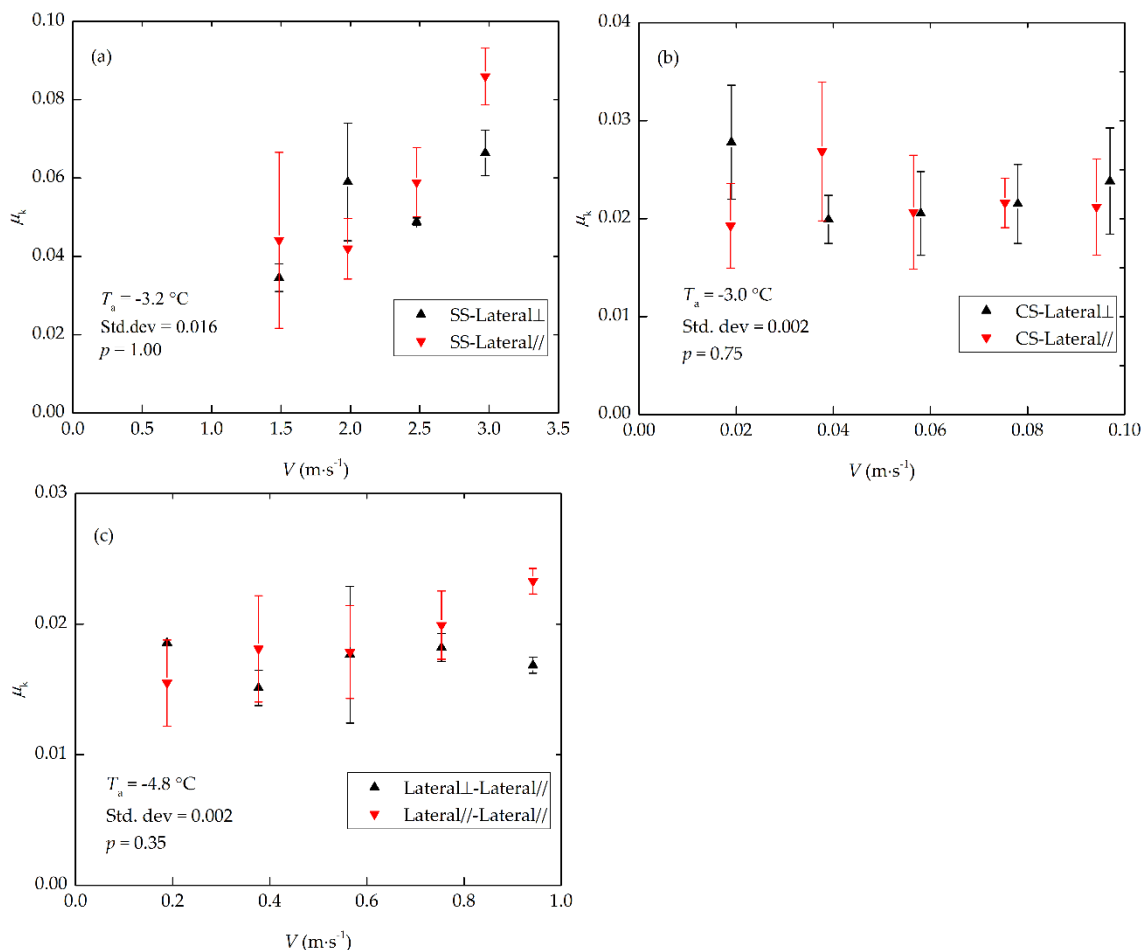 (a)
0.10
0.08
0.06
0.04
0.02
0.00
μk
Ta = -3.2 °C
Std.dev = 0.016
p − 1.00
SS-Lateral⊥
SS-Lateral//
0.0 0.5 1.0 1.5 2.0 2.5 3.0 3.5
V (m·s-1)
(b)
0.04
0.03
0.02
0.01
0.00
μk
Ta = -3.0 °C
Std. dev = 0.002
p = 0.75
CS-Lateral⊥
CS-Lateral//
0.00 0.02 0.04 0.06 0.08 0.10
V (m·s-1)
(c)
0.03
0.02
0.01
0.00
μk
Ta = -4.8 °C
Std. dev = 0.002
p = 0.35
Lateral⊥-Lateral//
Lateral//-Lateral//
0.0 0.2 0.4 0.6 0.8 1.0
V (m·s-1)